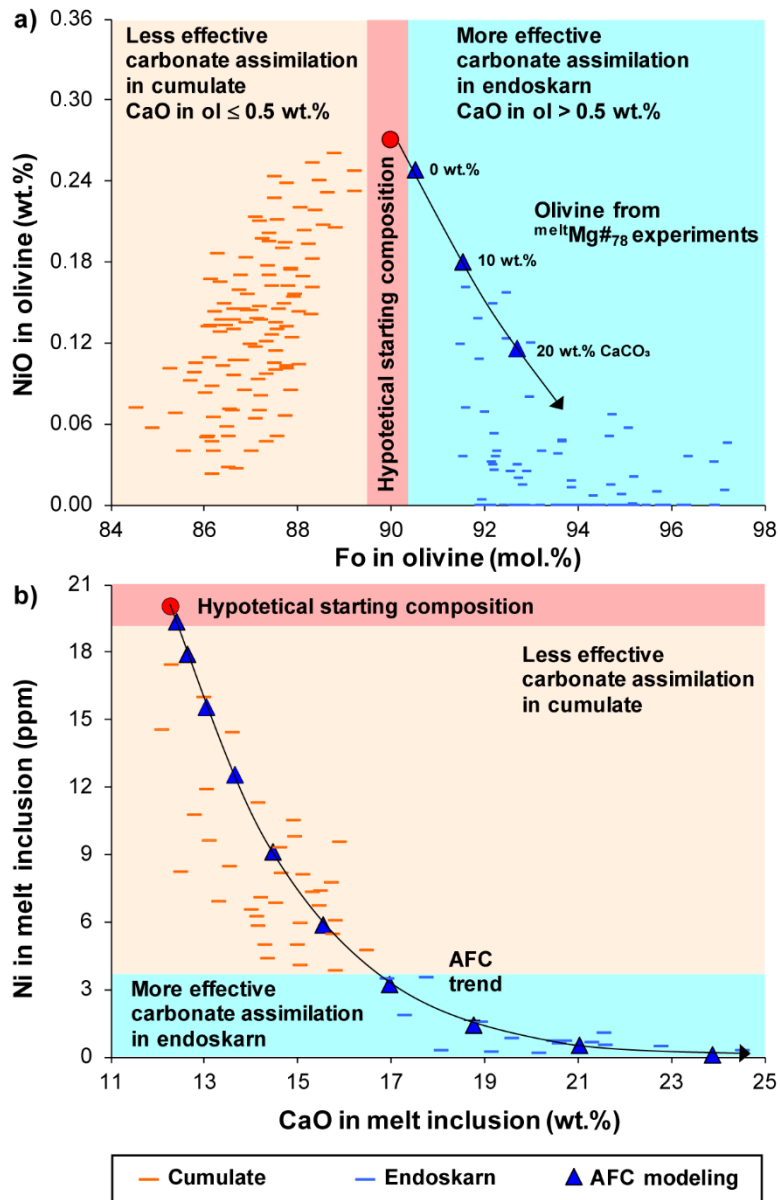 a)
0.36
0.30
0.24
0.18
0.12
0.06
0.00
NiO in olivine (wt.%)
Less effective
carbonate assimilation
in cumulate
CaO in ol ≤ 0.5 wt.%
More effective
carbonate assimilation
in endoskarn
CaO in ol > 0.5 wt.%
Hypotetical starting composition
0 wt.%
Olivine from
meltMg#78 experiments
10 wt.%
20 wt.% CaCO₃
84
86
88
90
92
94
96
98
Fo in olivine (mol.%)
b)
21
18
15
12
9
6
3
0
Ni in melt inclusion (ppm)
Hypotetical starting composition
Less effective
carbonate assimilation
in cumulate
AFC
trend
More effective
carbonate assimilation
in endoskarn
11
13
15
17
19
21
23
25
CaO in melt inclusion (wt.%)
Cumulate
Endoskarn
AFC modeling